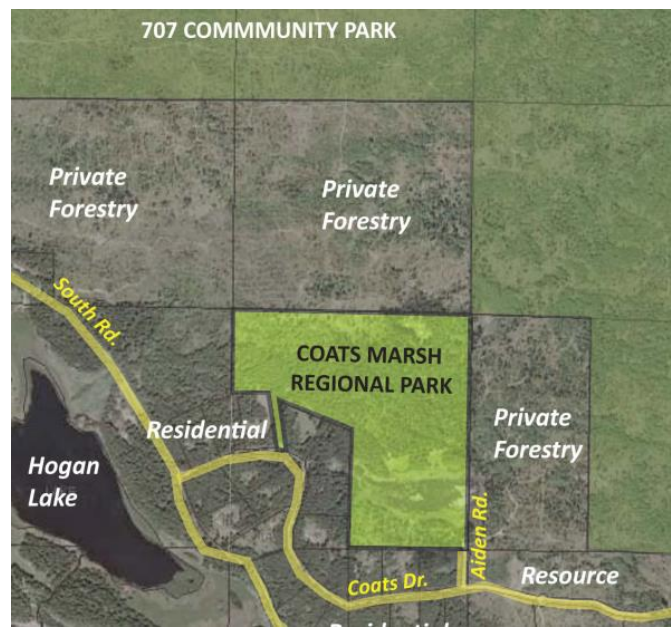 707 COMMMUNITY PARK
Private
Forestry
Private
Forestry
South Rd.
COATS MARSH
REGIONAL PARK
Residential
Private
Forestry
Hogan
Lake
Aiden Rd.
Coats Dr.
Resource
Residential